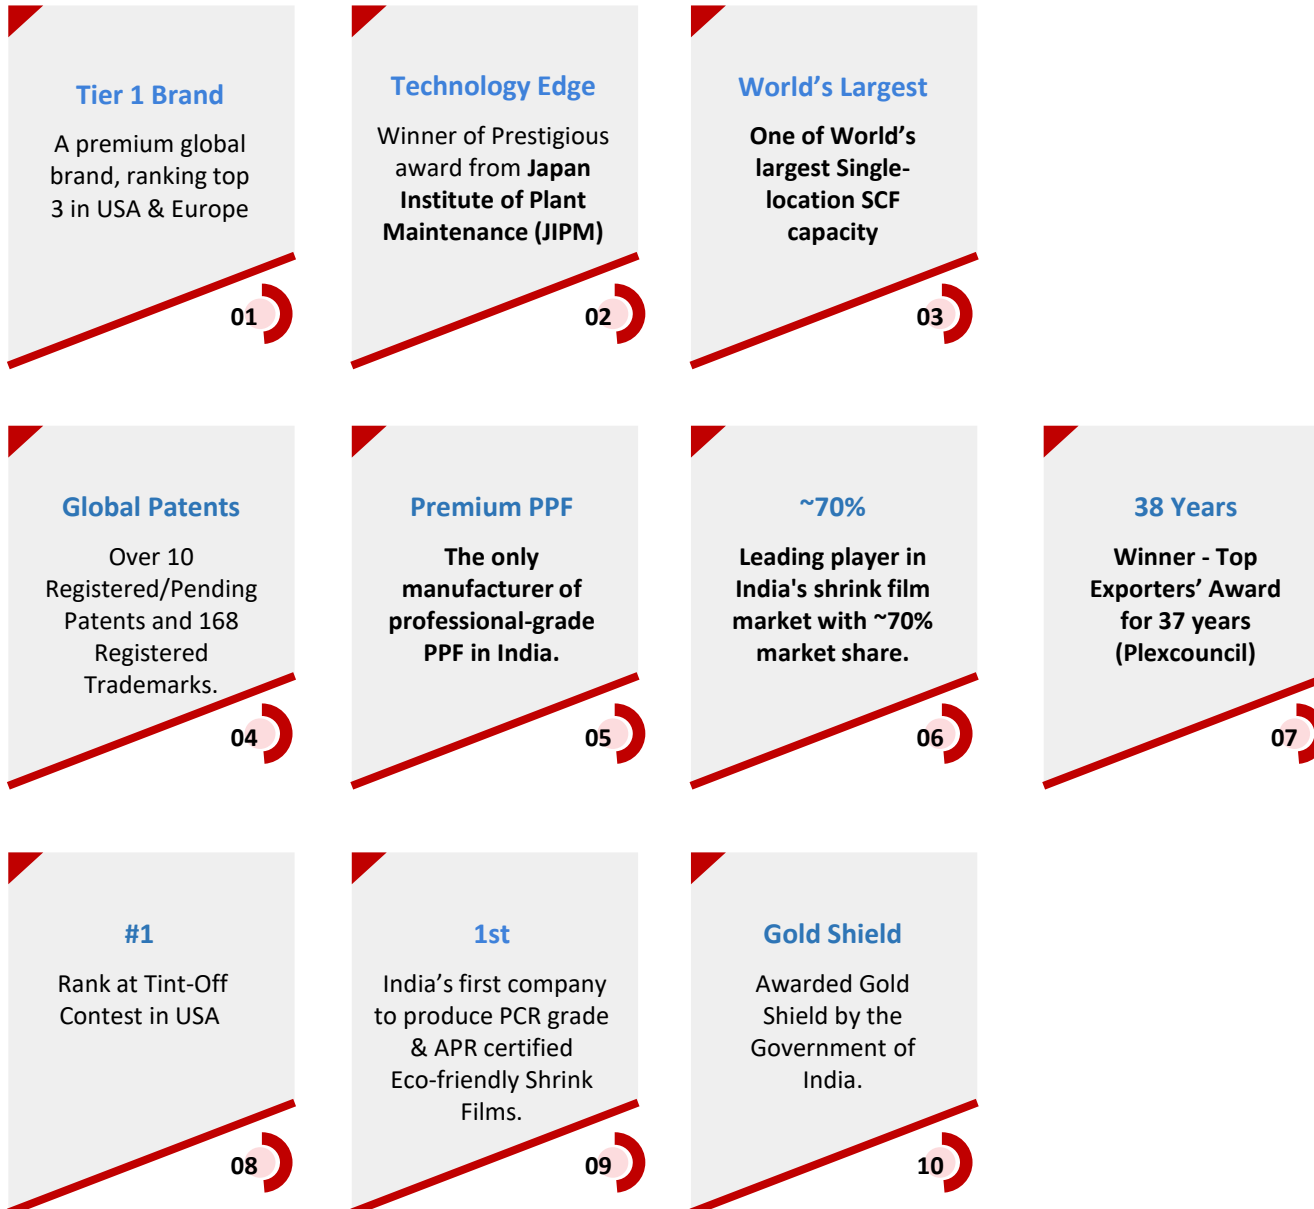 Tier 1 Brand
A premium global
brand, ranking top
3 in USA & Europe
01
Technology Edge
Winner of Prestigious
award from Japan
Institute of Plant
Maintenance (JIPM)
02
World’s Largest
One of World’s
largest Single-
location SCF
capacity
03
Global Patents
Over 10
Registered/Pending
Patents and 168
Registered
Trademarks.
04
Premium PPF
The only
manufacturer of
professional-grade
PPF in India.
05
~70%
Leading player in
India's shrink film
market with ~70%
market share.
06
38 Years
Winner - Top
Exporters’ Award
for 37 years
(Plexcouncil)
07
#1
Rank at Tint-Off
Contest in USA
08
1st
India’s first company
to produce PCR grade
& APR certified
Eco-friendly Shrink
Films.
09
Gold Shield
Awarded Gold
Shield by the
Government of
India.
10